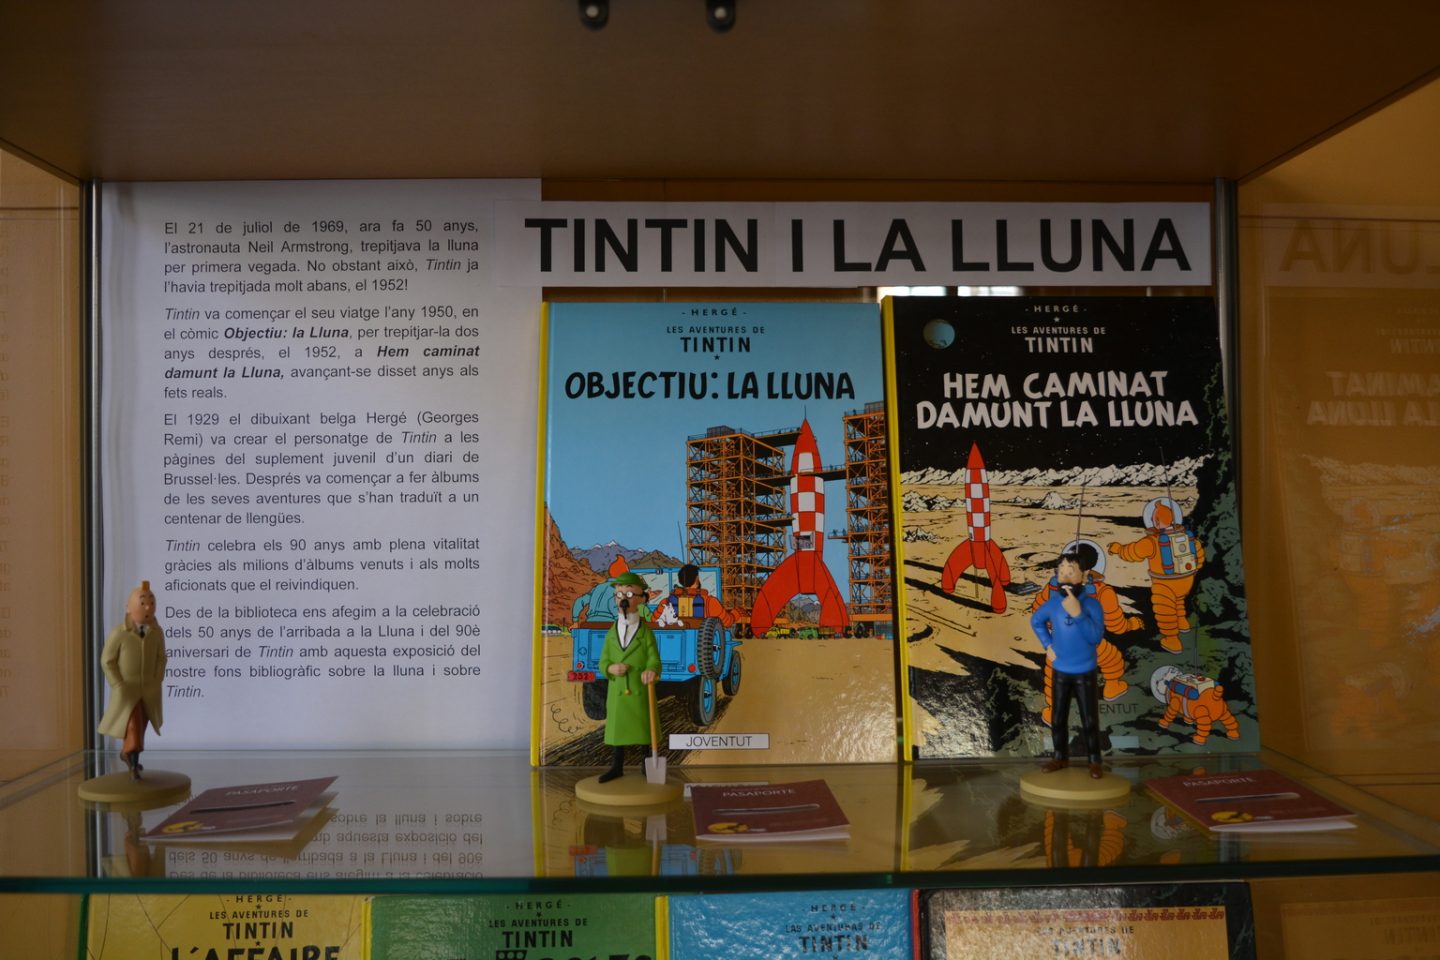 El 21 de juliol de 1969, ara fa 50 anys,
l'astronauta Neil Armstrong, trepitjava la lluna
per primera vegada. No obstant això, Tintin ja
l'havia trepitjada molt abans, el 1952!
Tintin va començar el seu viatge l'any 1950, en
el còmic Objectiu: la Lluna, per trepitjar-la dos
anys després, el 1952, a Hem caminat
damunt la Lluna, avançant-se disset anys als
fets reals.
El 1929 el dibuixant belga Hergé (Georges
Remi) va crear el personatge de Tintin a les
pàgines del suplement juvenil d'un diari de
Brussel·les. Després va començar a fer àlbums
de les seves aventures que s'han traduït a un
centenar de llengües.
Tintin celebra els 90 anys amb plena vitalitat
gràcies als milions d'àlbums venuts i als molts
aficionats que el reivindiquen.
Des de la biblioteca ens afegim a la celebració
dels 50 anys de l'arribada a la Lluna i del 90è
aniversari de Tintin amb aquesta exposició del
nostre fons bibliogràfic sobre la lluna i sobre
Tintin.
TINTIN I LA LLUNA
- HERGÉ -
LES AVENTURES DE
TINTIN
OBJECTIU: LA LLUNA
232
JOVENTUT
- HERGÉ -
LES AVENTURES DE
TINTIN
HEM CAMINAT
DAMUNT LA LLUNA
PASAPORTE
PASAPORTE
PASAPORTE
- HERGÉ -
LES AVENTURES DE
TINTIN
L'AFFAIRE
- HERGÉ -
LES AVENTURES DE
TINTIN
- HERGÉ -
LAS AVENTURAS DE
TINTIN
- HERGÉ -
LES AVENTURES DE
TINTIN